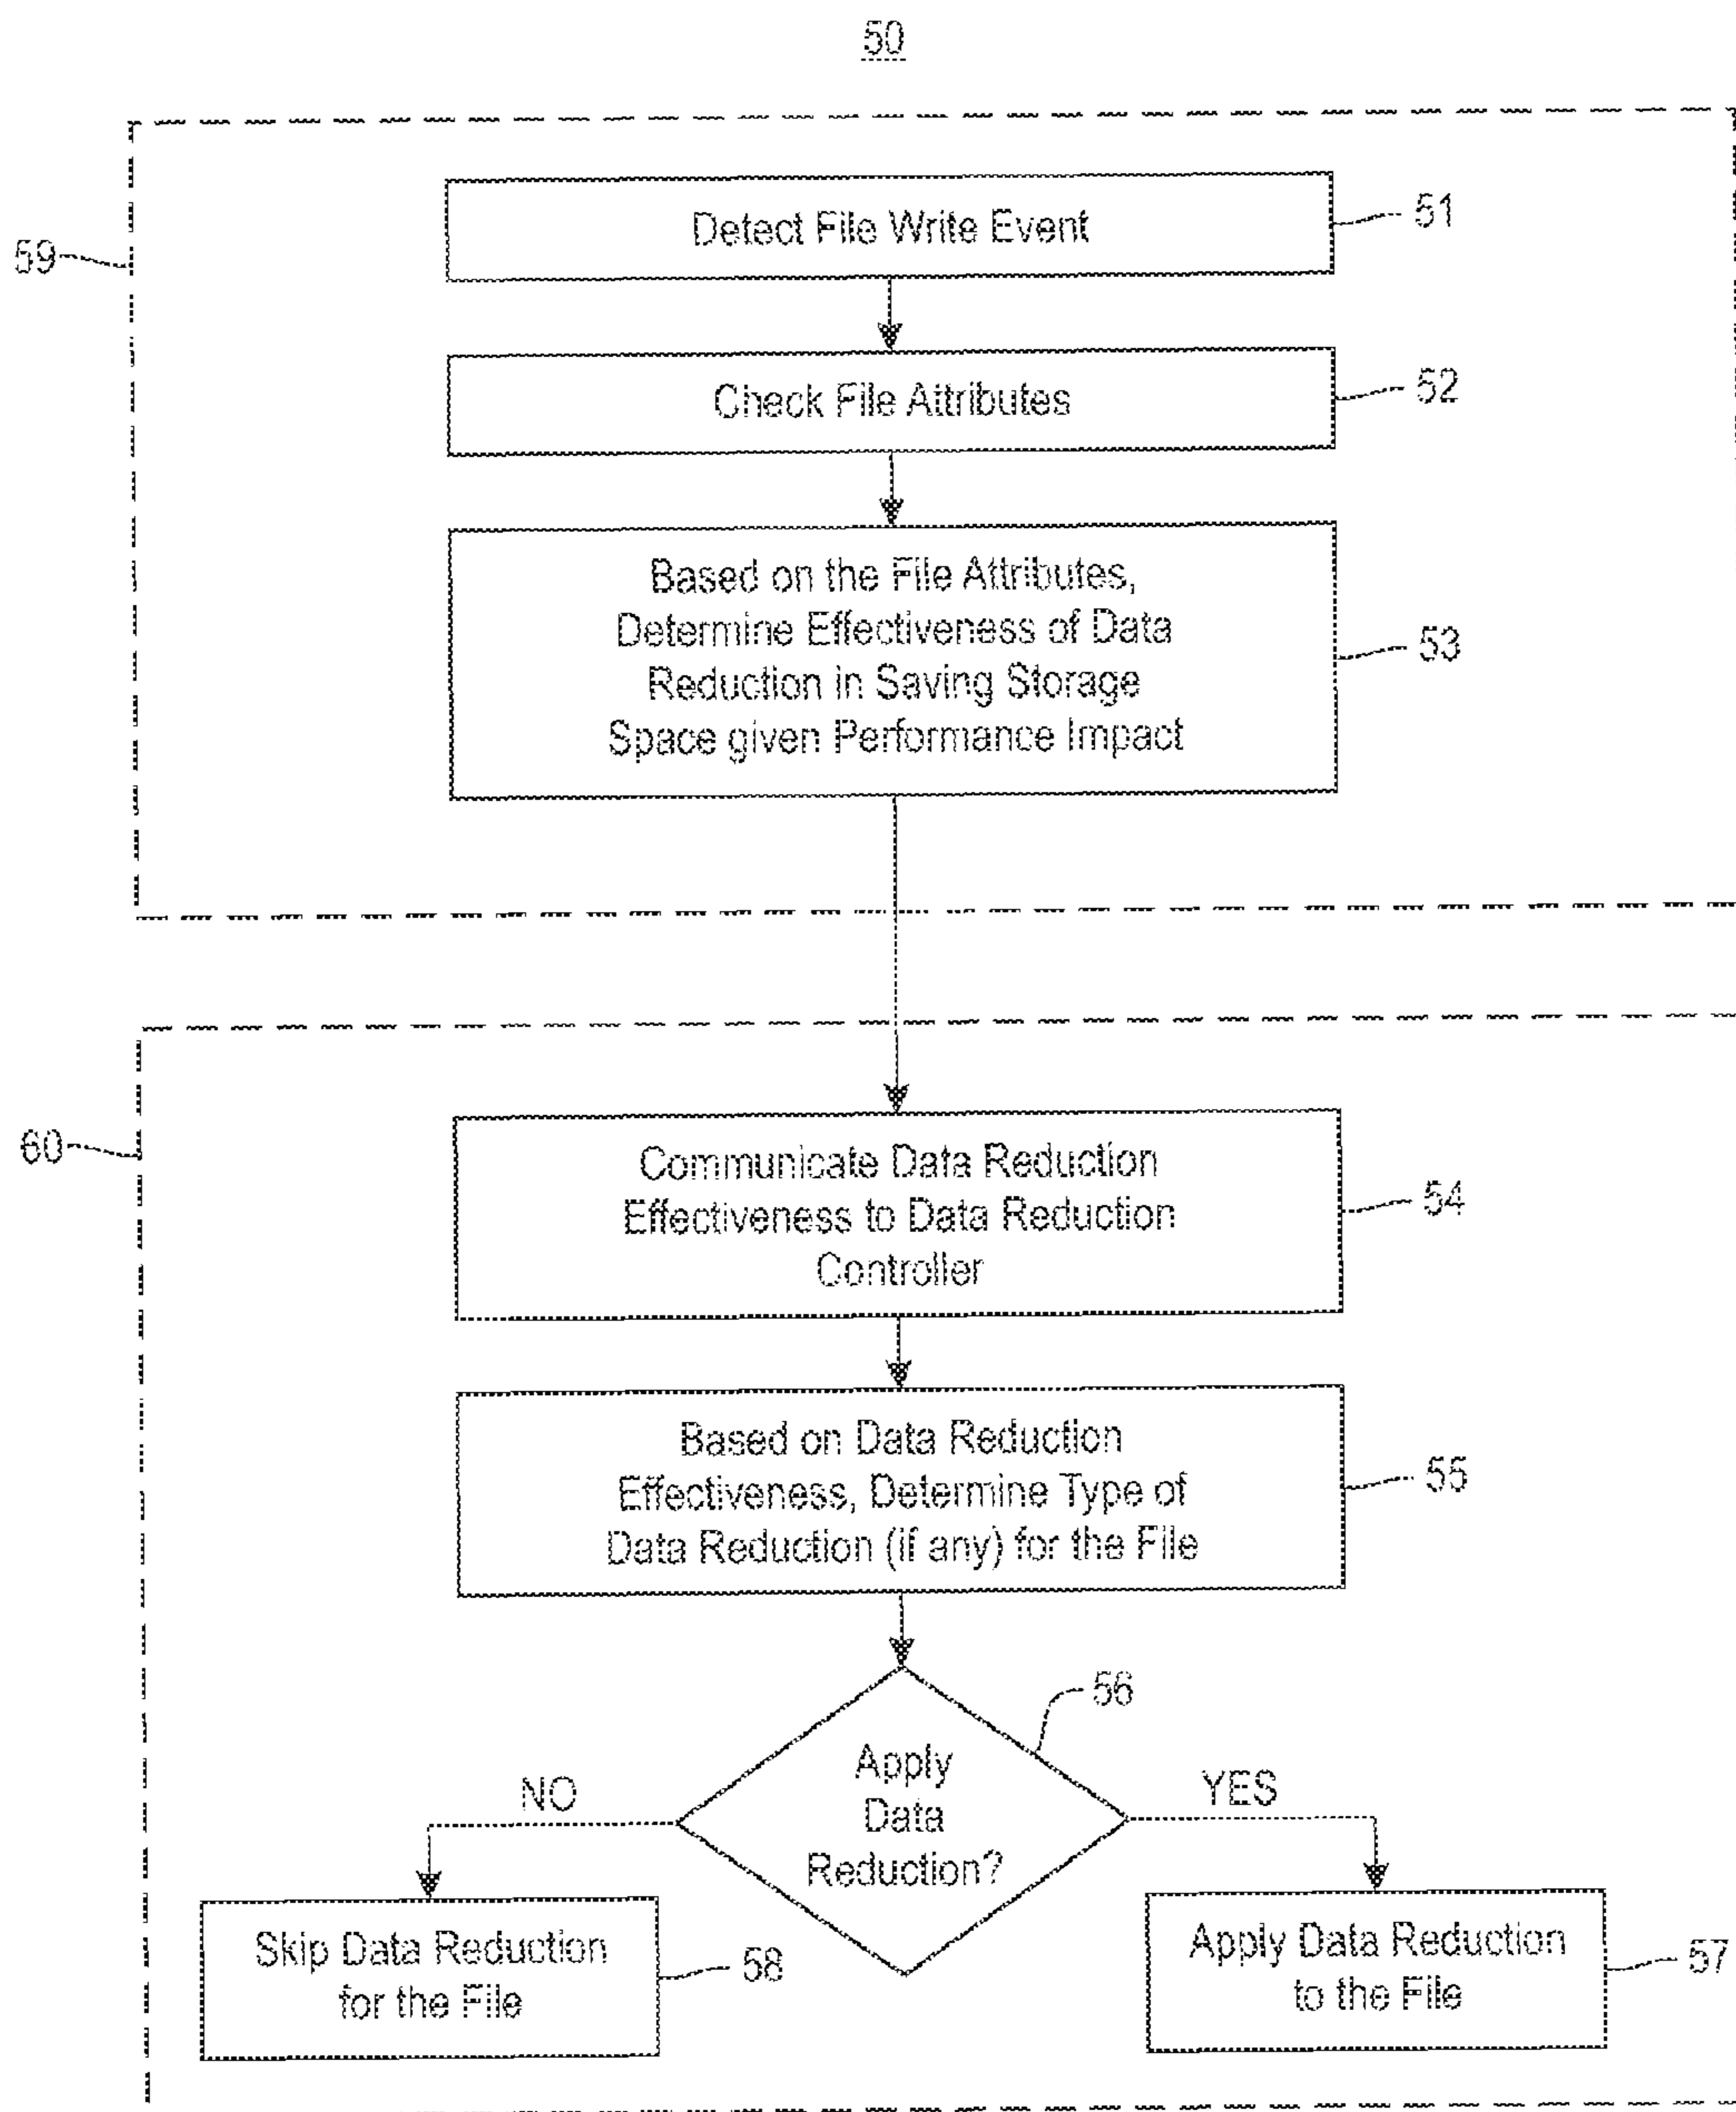 50
59
Detect File Write Event
51
Check File Attributes
52
Based on the File Attributes,
Determine Effectiveness of Data
Reduction in Saving Storage
Space given Performance Impact
53
60
Communicate Data Reduction
Effectiveness to Data Reduction
Controller
54
Based on Data Reduction
Effectiveness, Determine Type of
Data Reduction (if any) for the File
55
56
Apply
Data
Reduction?
NO
YES
Skip Data Reduction
for the File
58
Apply Data Reduction
to the File
57